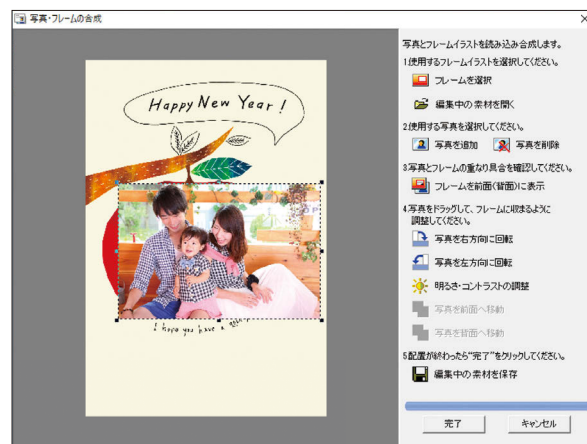 写真・フレームの合成
写真とフレームイラストを読み込み合成します。
1.使用するフレームイラストを選択してください。
フレームを選択
編集中の素材を開く
2.使用する写真を選択してください。
写真を追加 写真を削除
3.写真とフレームの重なり具合を確認してください。
フレームを前面(背面)に表示
4.写真をドラッグして、フレームに収まるように
調整してください。
写真を右方向に回転
写真を左方向に回転
明るさ・コントラストの調整
写真を前面へ移動
写真を背面へ移動
5.配置が終わったら“完了”をクリックしてください。
編集中の素材を保存
完了 キャンセル
Happy New Year!
I hope you have a